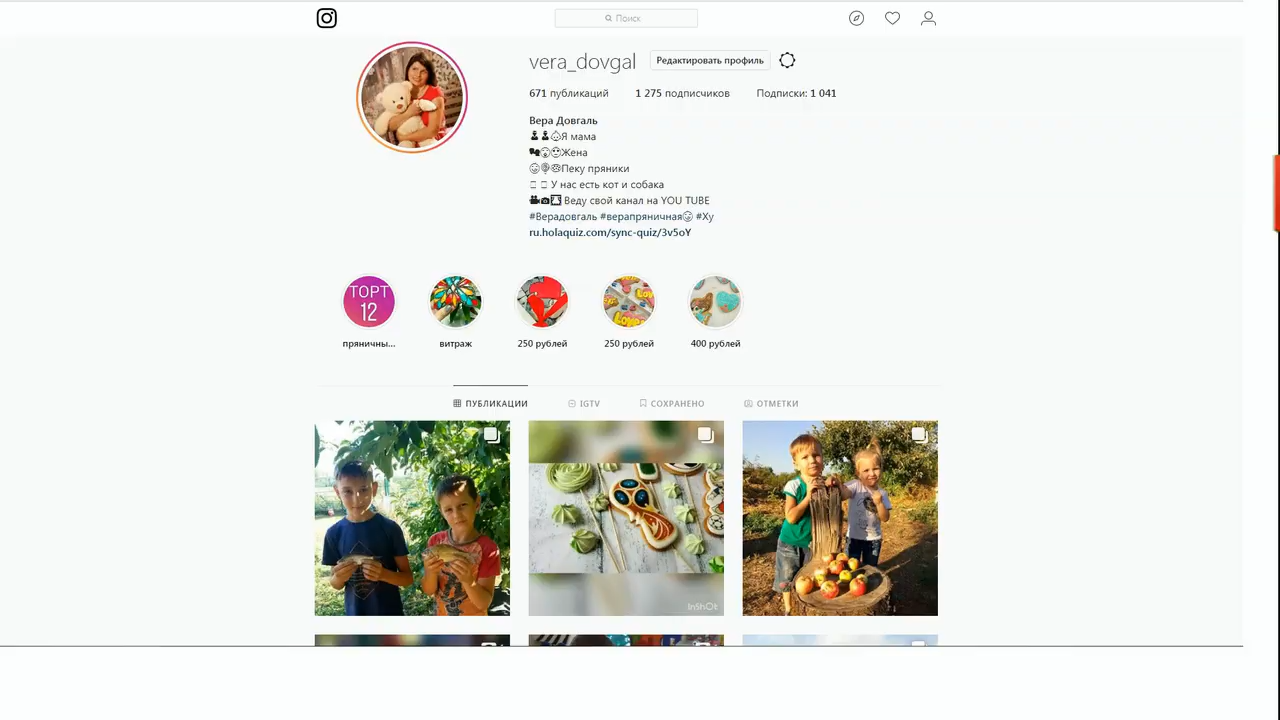 Поиск
vera_dovgal Редактировать профиль
671 публикаций 1 275 подписчиков Подписки: 1 041
Вера Довгаль
Я мама
Жена
Пеку пряники
У нас есть кот и собака
Веду свой канал на YOU TUBE
#Верадовгаль #верапряничная #Ху
ru.holaquiz.com/sync-quiz/3v5oY
ТОРТ
12
пряничны... витраж 250 рублей 250 рублей 400 рублей
ПУБЛИКАЦИИ IGTV СОХРАНЕНО ОТМЕТКИ
InShOt